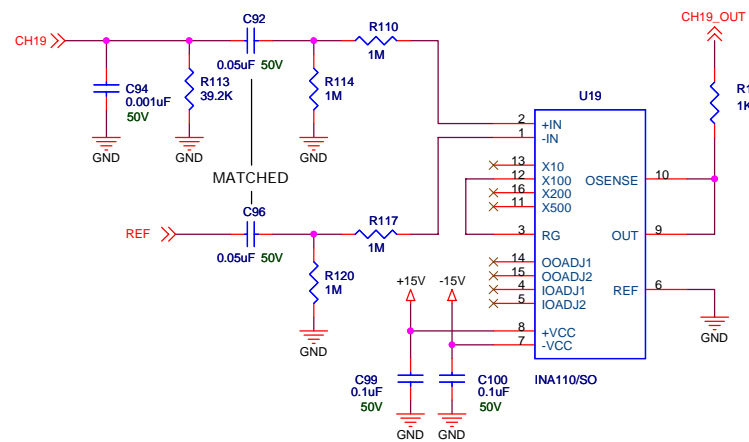 CH19
C92
0.05uF 50V
R110
1M
CH19_OUT
C94
0.001uF
50V
R113
39.2K
R114
1M
U19
R1
1K
GND
GND
GND
2 +IN
1 -IN
MATCHED
13 X10
12 X100
16 X200
11 X500
OSENSE 10
REF
C96
0.05uF 50V
R117
1M
3 RG
OUT 9
R120
1M
14 OOADJ1
15 OOADJ2
4 IOADJ1
5 IOADJ2
REF 6
+15V
-15V
GND
8 +VCC
7 -VCC
GND
C99
0.1uF
50V
C100
0.1uF
50V
INA110/SO
GND
GND